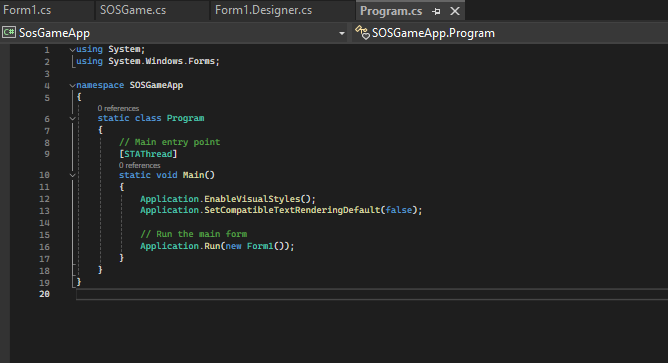 Form1.cs SOSGame.cs Form1.Designer.cs Program.cs
C# SosGameApp SOSGameApp.Program
1 using System;
2 using System.Windows.Forms;
3
4 namespace SOSGameApp
5 {
0 references
6 static class Program
7 {
8 // Main entry point
9 [STAThread]
0 references
10 static void Main()
11 {
12 Application.EnableVisualStyles();
13 Application.SetCompatibleTextRenderingDefault(false);
14
15 // Run the main form
16 Application.Run(new Form1());
17 }
18 }
19 }
20